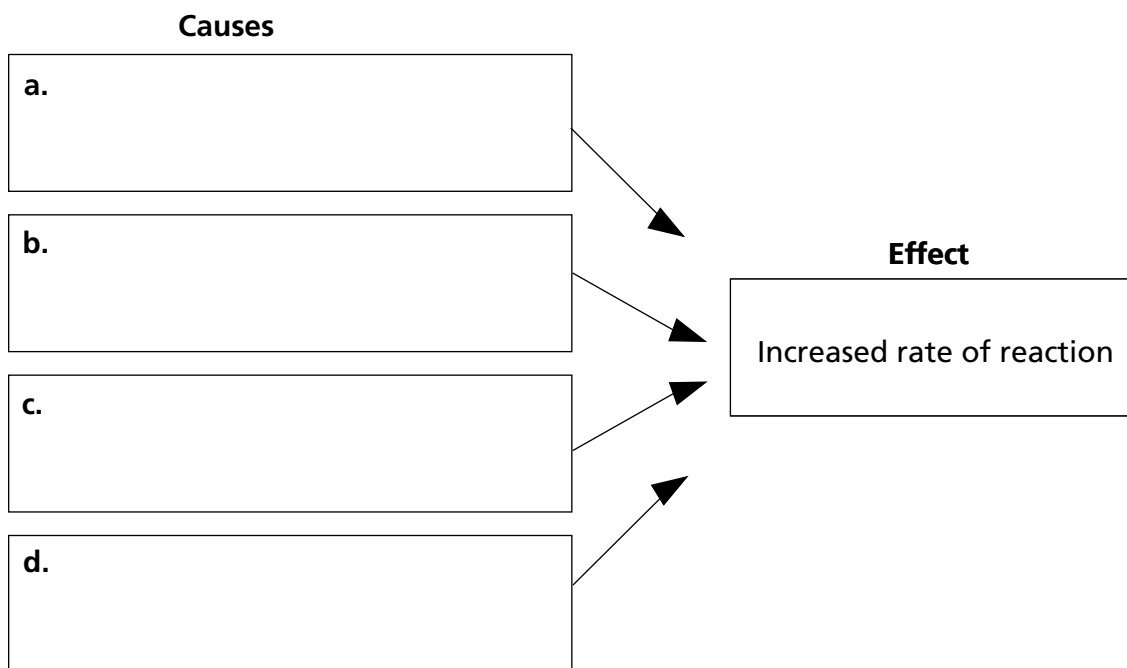 Causes
a.
b.
c.
d.
Effect
Increased rate of reaction